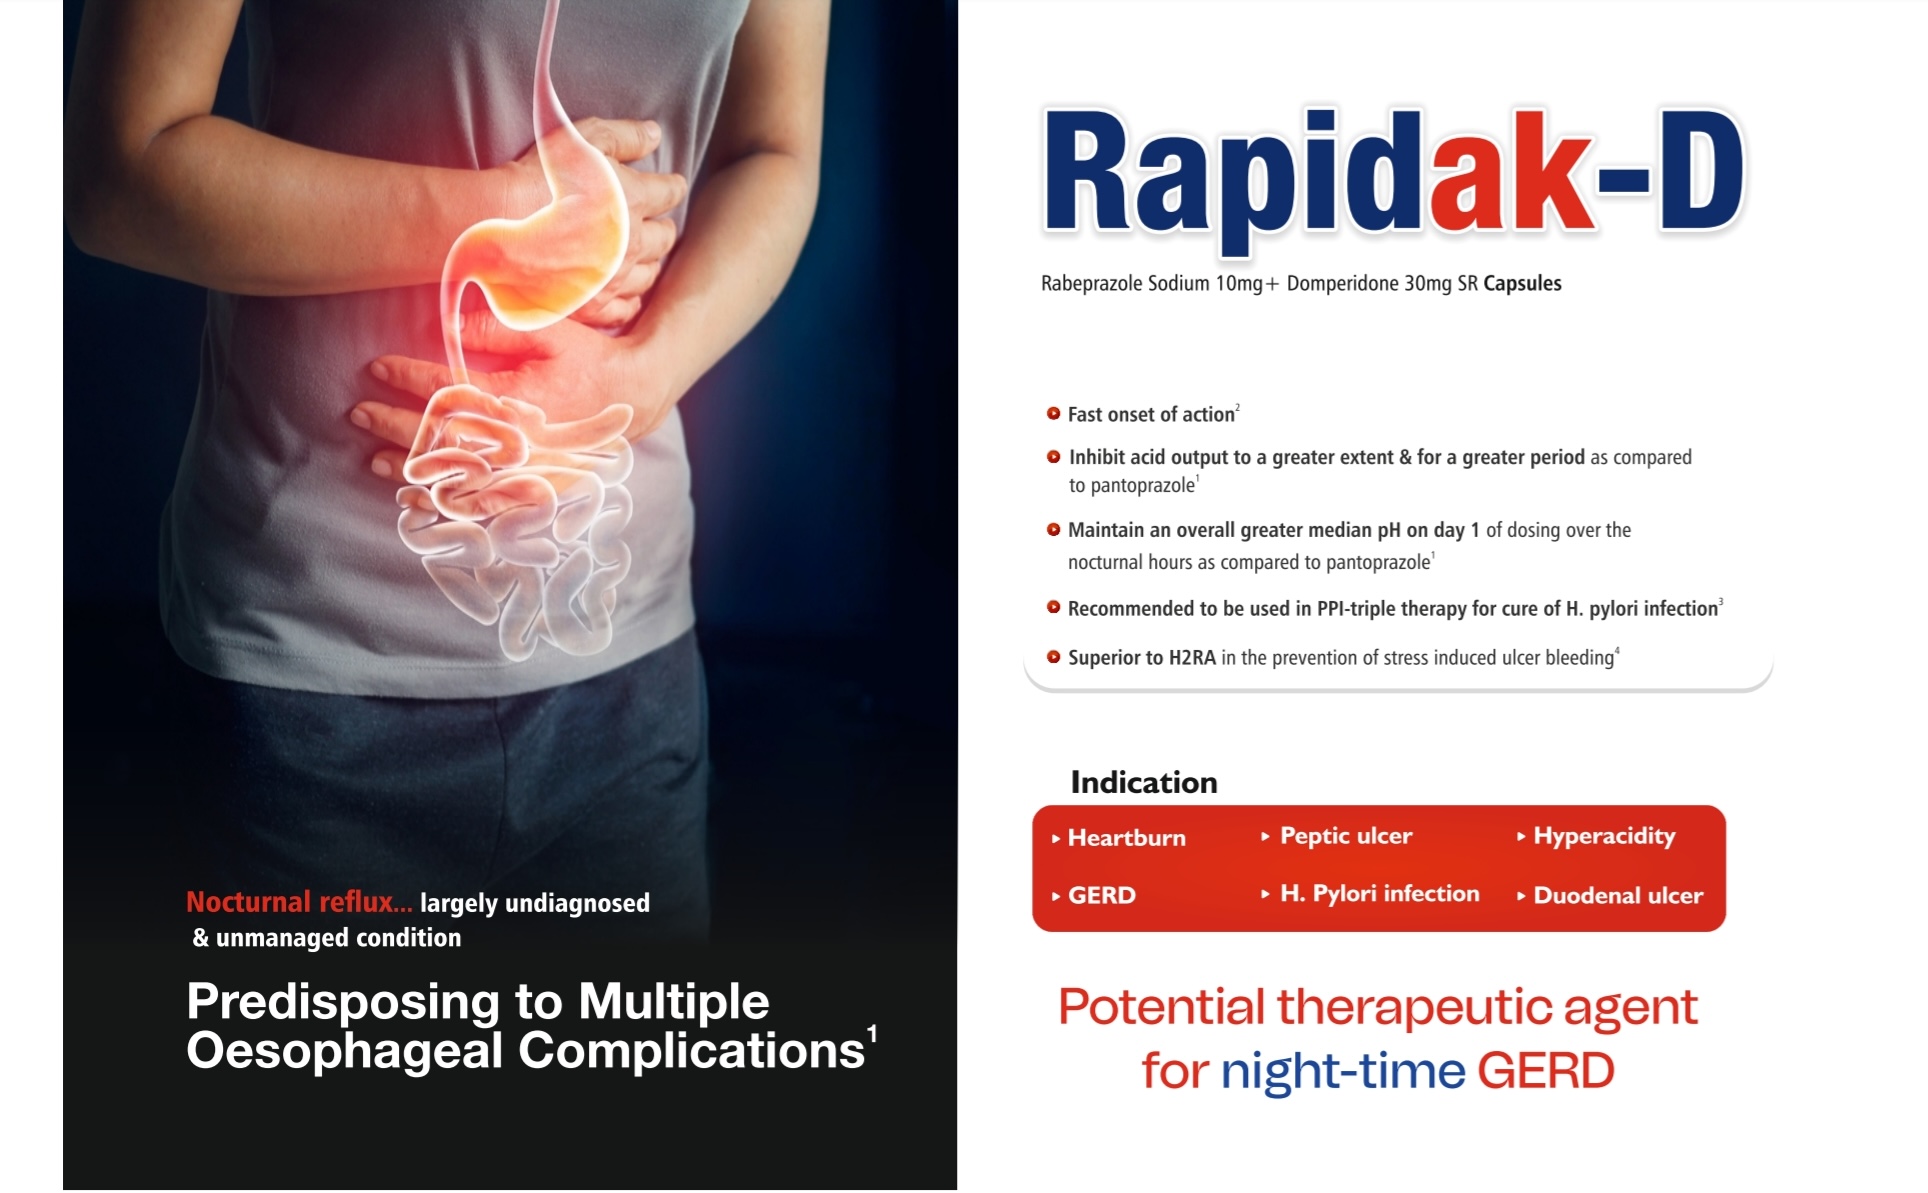 Nocturnal reflux... largely undiagnosed
& unmanaged condition
Predisposing to Multiple
Oesophageal Complications¹
Rapidak-D
Rabeprazole Sodium 10mg+ Domperidone 30mg SR Capsules
Fast onset of action²
Inhibit acid output to a greater extent & for a greater period as compared
to pantoprazole¹
Maintain an overall greater median pH on day 1 of dosing over the
nocturnal hours as compared to pantoprazole¹
Recommended to be used in PPI-triple therapy for cure of H. pylori infection³
Superior to H2RA in the prevention of stress induced ulcer bleeding⁴
Indication
Heartburn Peptic ulcer Hyperacidity
GERD H. Pylori infection Duodenal ulcer
Potential therapeutic agent
for night-time GERD